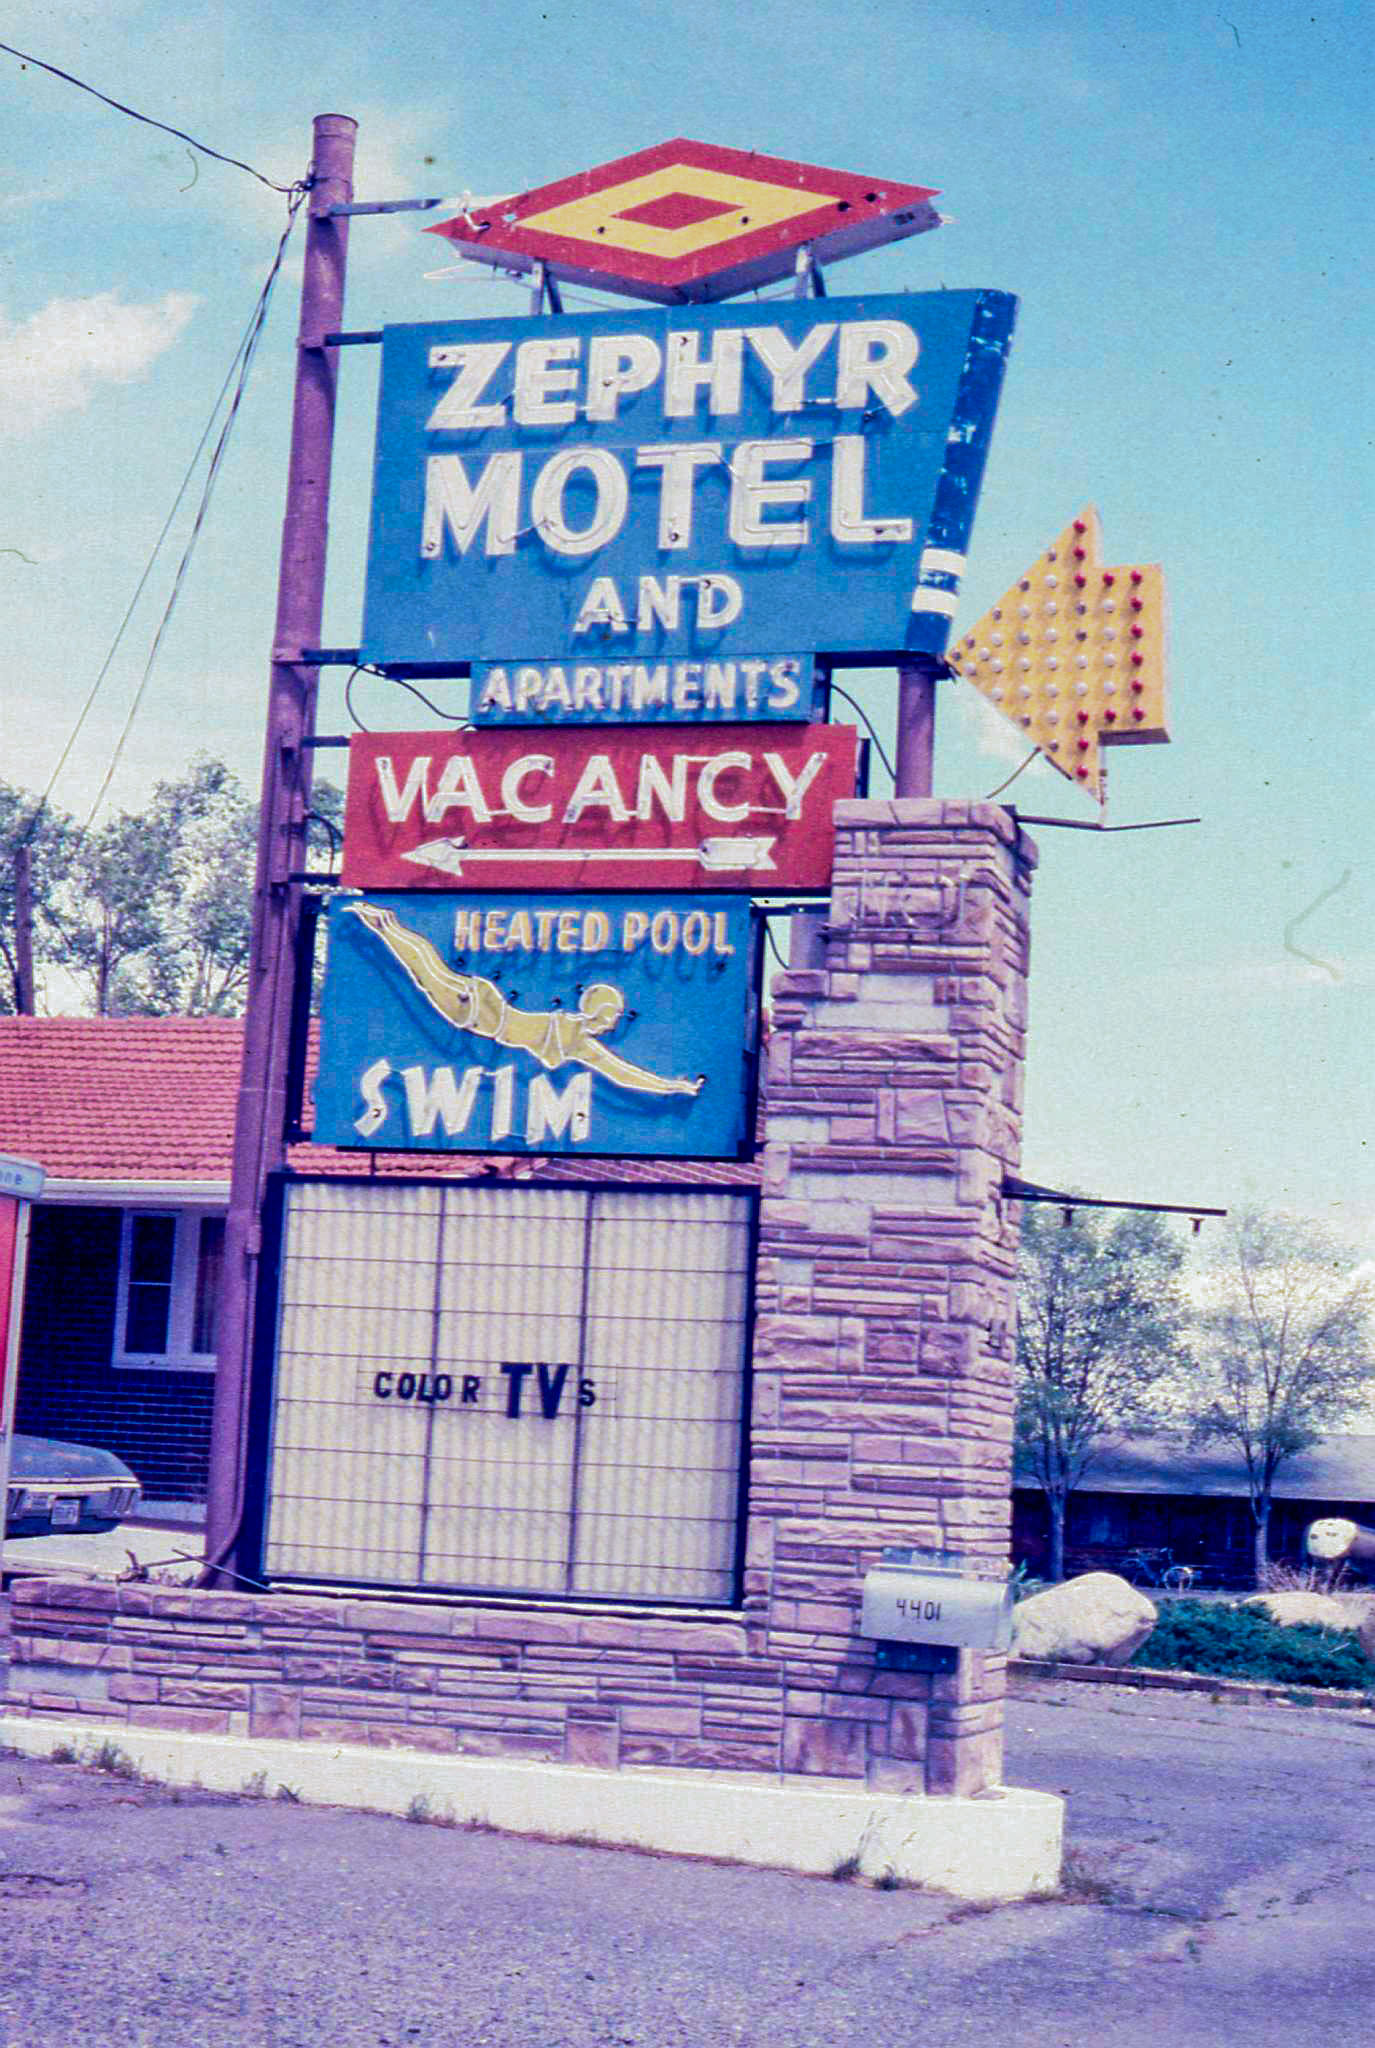 ZEPHYR
MOTEL
AND
APARTMENTS
VACANCY
HEATED POOL
SWIM
COLOR TVs
4401